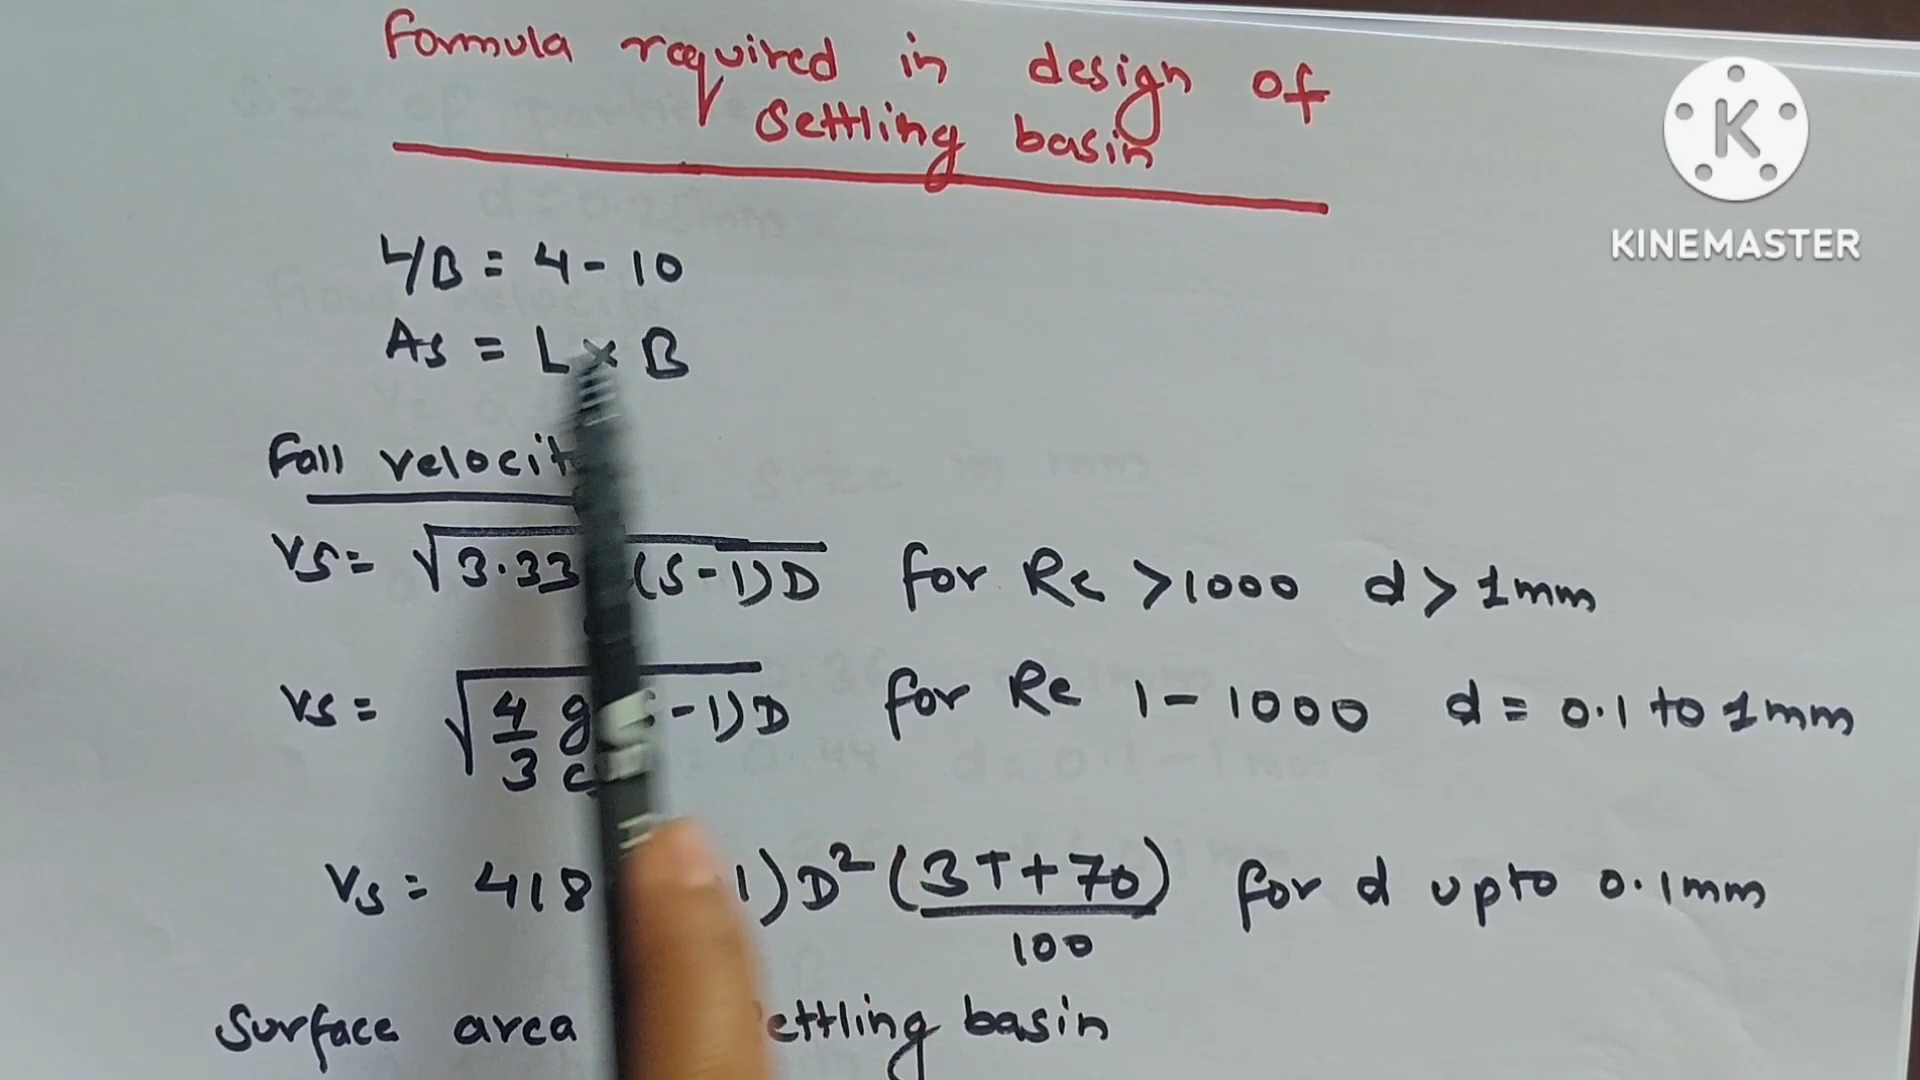 Formula required in design of
settling basin
K
KINEMASTER
L/B = 4 - 10
As = L × B
Fall
Vs = √3.33 (S-1)D for Re >1000 d > 1mm
Vs = √4/3 g -1)D for Re 1 - 1000 d = 0.1 to 1mm
Vs = 418 1)D² (3T+70)/100 for d upto 0.1mm
Surface area basin